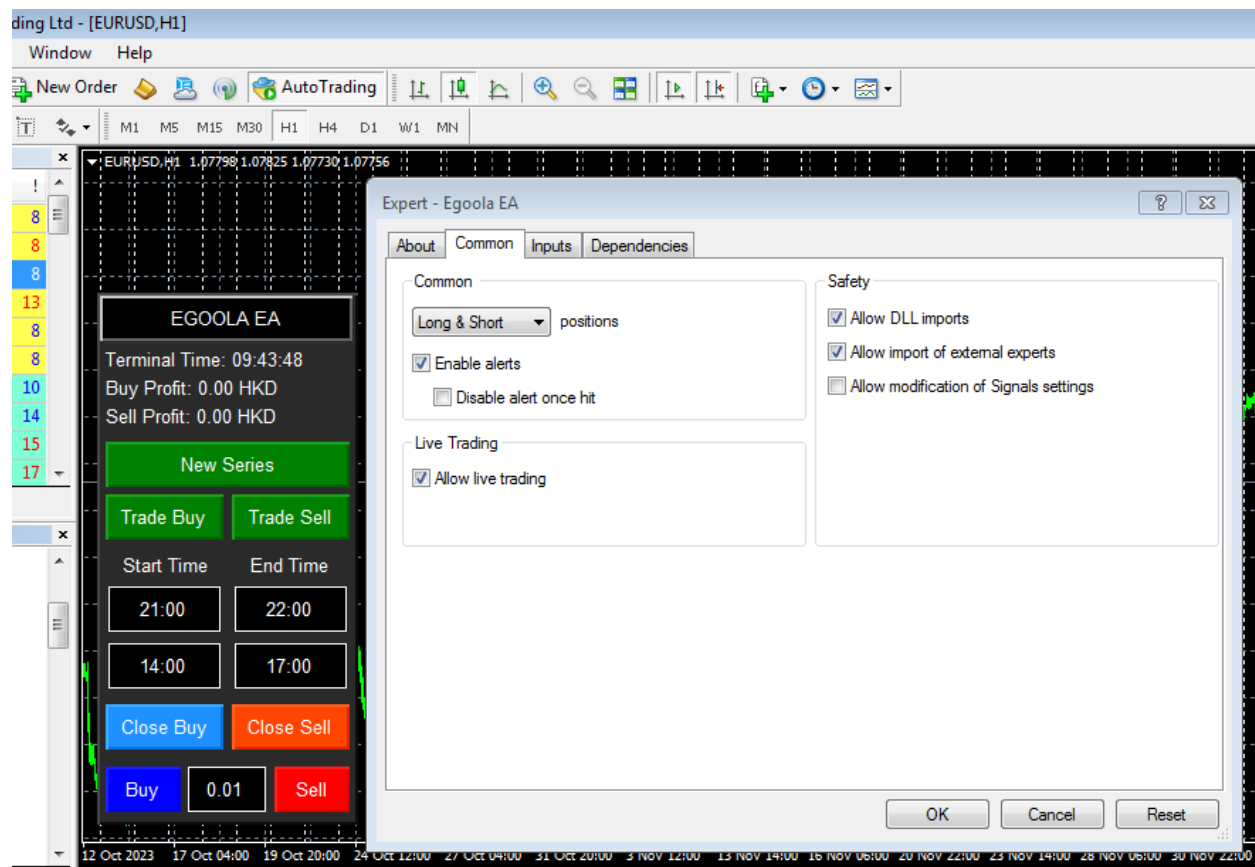 ding Ltd - [EURUSD,H1]
Window Help
New Order AutoTrading
T M1 M5 M15 M30 H1 H4 D1 W1 MN
EURUSD,H1 1.07798 1.07825 1.07730 1.07756
!
8
8
8
13
8
8
10
14
15
17
EGOOLA EA
Terminal Time: 09:43:48
Buy Profit: 0.00 HKD
Sell Profit: 0.00 HKD
New Series
Trade Buy Trade Sell
Start Time End Time
21:00 22:00
14:00 17:00
Close Buy Close Sell
Buy 0.01 Sell
Expert - Egoola EA
About Common Inputs Dependencies
Common
Long & Short positions
Enable alerts
Disable alert once hit
Live Trading
Allow live trading
Safety
Allow DLL imports
Allow import of external experts
Allow modification of Signals settings
OK Cancel Reset
12 Oct 2023 17 Oct 04:00 19 Oct 20:00 24 Oct 12:00 27 Oct 04:00 31 Oct 20:00 3 Nov 12:00 13 Nov 14:00 16 Nov 06:00 20 Nov 22:00 23 Nov 14:00 28 Nov 06:00 30 Nov 22:00